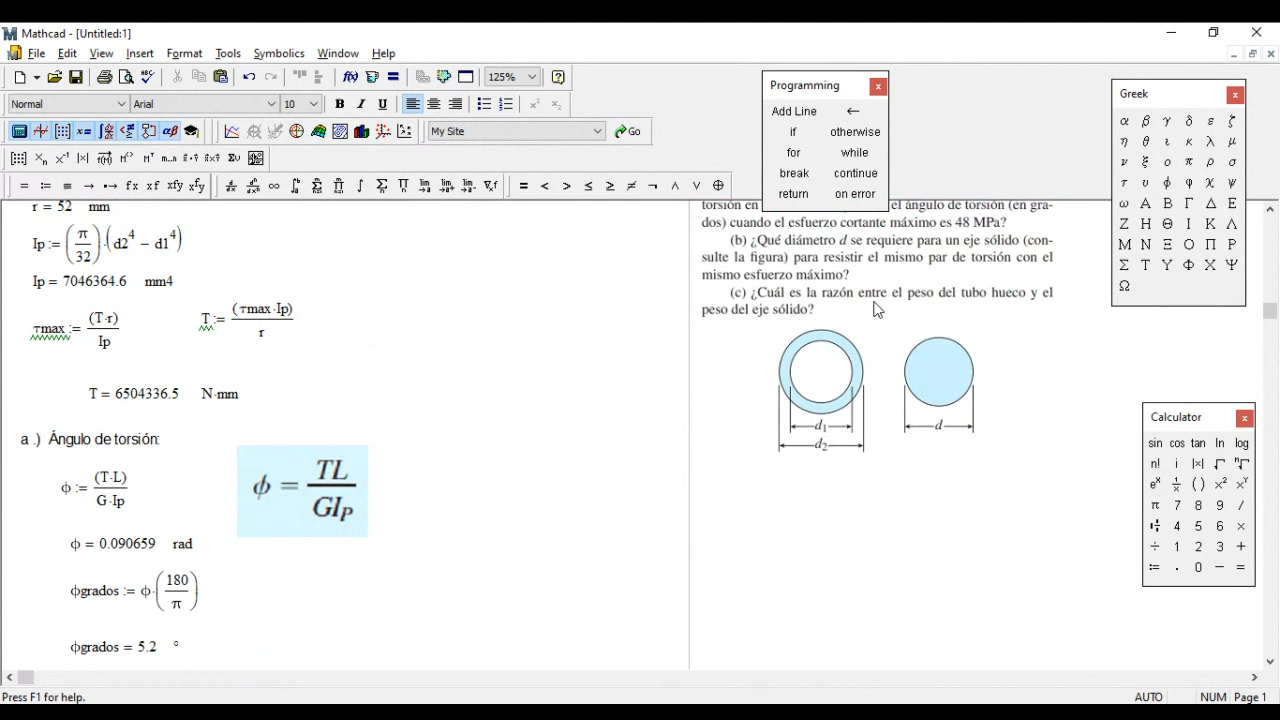 Mathcad - [Untitled:1]
File Edit View Insert Format Tools Symbolics Window Help
125%
Normal Arial 10 B I U
My Site Go
Programming
Add Line ←
if otherwise
for while
break continue
return on error
Greek
α β γ δ ε ζ
η θ ι κ λ μ
ν ξ ο π ρ σ
τ υ φ φ χ ψ
ω Α Β Γ Δ Ε
Ζ Η Θ Ι Κ Λ
Μ Ν Ξ Ο Π Ρ
Σ Τ Υ Φ Χ Ψ
Ω
r = 52 mm
Ip := (π/32)·(d2^4 − d1^4)
Ip = 7046364.6 mm4
τmax := (T·r)/Ip T := (τmax·Ip)/r
T = 6504336.5 N·mm
a .) Ángulo de torsión:
ϕ := (T·L)/(G·Ip)
ϕ = TL/GI_P
ϕ = 0.090659 rad
ϕgrados := ϕ·(180/π)
ϕgrados = 5.2 °
el ángulo de torsión (en gra-
dos) cuando el esfuerzo cortante máximo es 48 MPa?
(b) ¿Qué diámetro d se requiere para un eje sólido (con-
sulte la figura) para resistir el mismo par de torsión con el
mismo esfuerzo máximo?
(c) ¿Cuál es la razón entre el peso del tubo hueco y el
peso del eje sólido?
d1 d
d2
Calculator
sin cos tan ln log
n! i |×| √ ⁿ√
e^x 1/x ( ) x² x^Y
π 7 8 9 /
4 5 6 ×
÷ 1 2 3 +
:= . 0 − =
Press F1 for help. AUTO NUM Page 1